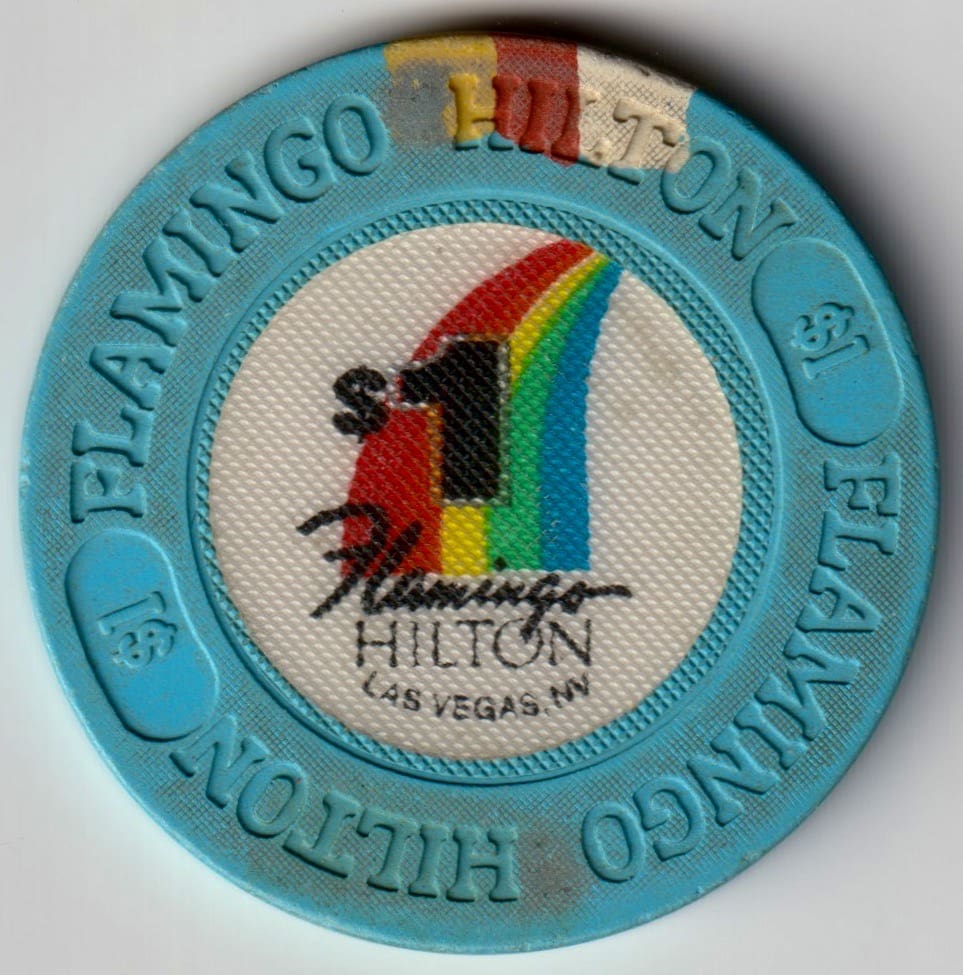 FLAMINGO HILTON
$1
FLAMINGO HILTON
$1
$1
Flamingo
HILTON
LAS VEGAS, NV